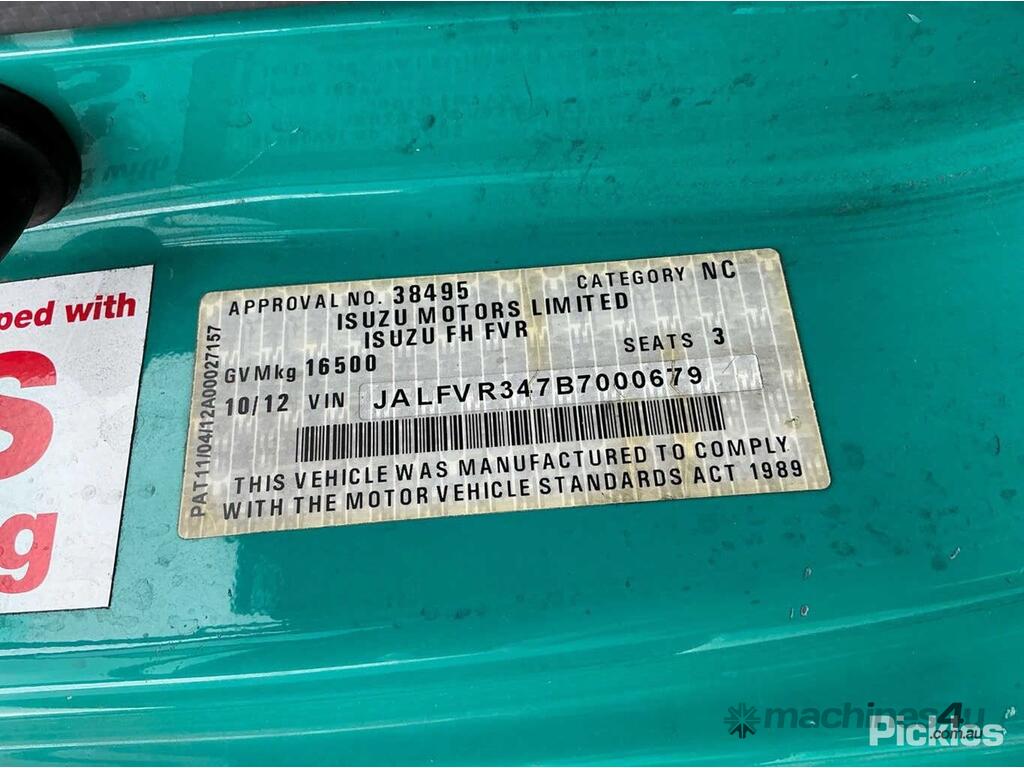 APPROVAL NO. 38495 CATEGORY NC
ISUZU MOTORS LIMITED
ISUZU FH FVR
GVMkg 16500 SEATS 3
10/12 VIN JALFVR347B7000679
THIS VEHICLE WAS MANUFACTURED TO COMPLY
WITH THE MOTOR VEHICLE STANDARDS ACT 1989
PAT11/04/12A00027157
ped with
S
g
machines4u
.com.au
Pickles